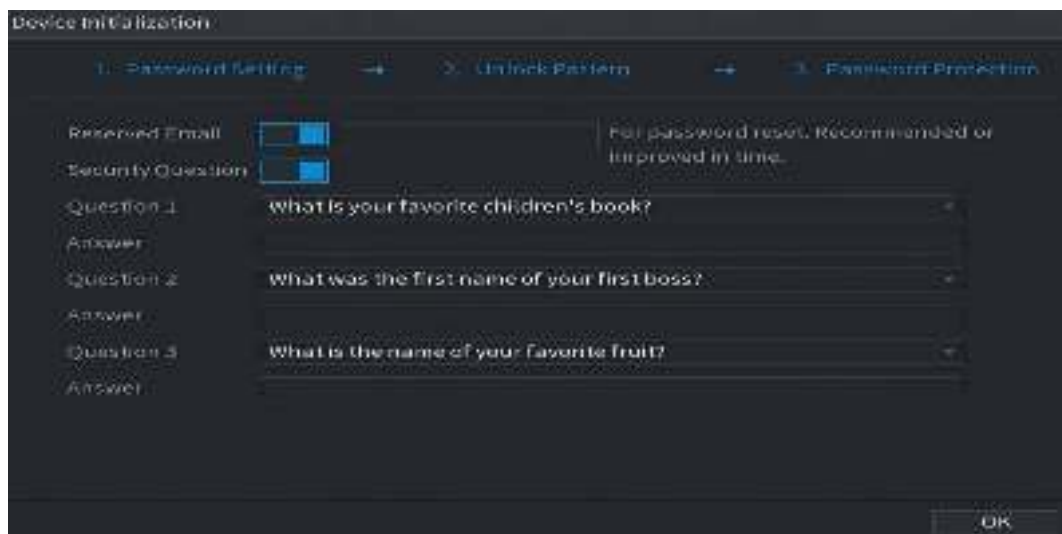 Device Initialization
1. Password Setting → 2. Unlock Pattern → 3. Password Protection
Reserved Email
For password reset. Recommended or
improved in time.
Security Question
Question 1 What is your favorite children's book?
Answer
Question 2 What was the first name of your first boss?
Answer
Question 3 What is the name of your favorite fruit?
Answer
OK